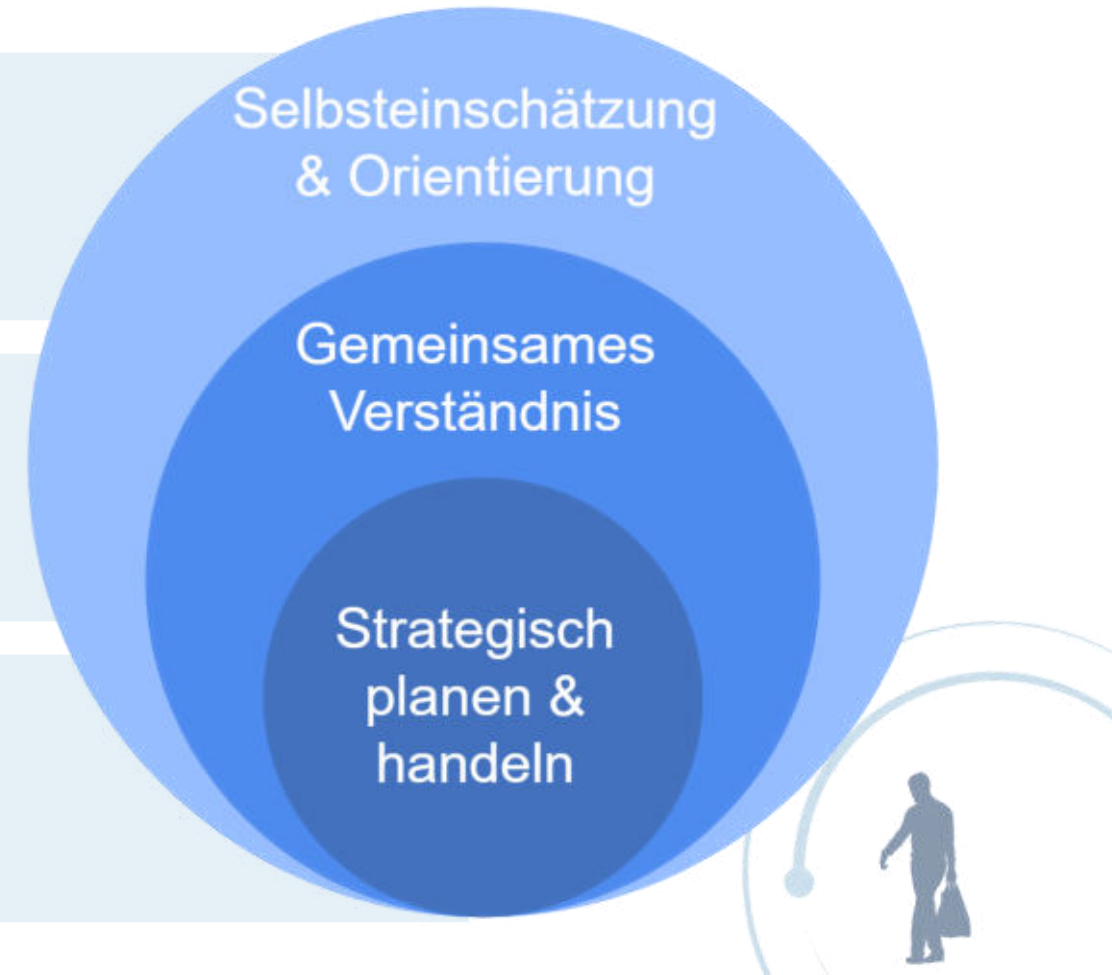 Selbsteinschätzung
& Orientierung
Gemeinsames
Verständnis
Strategisch
planen &
handeln